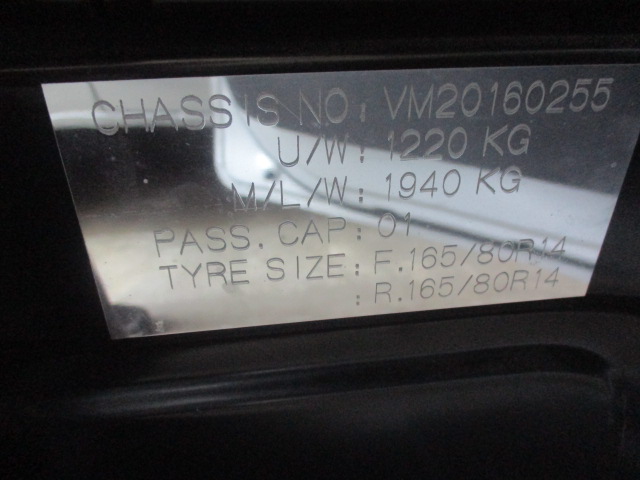 CHASSIS NO: VM20160255
U/W: 1220 KG
M/L/W: 1940 KG
PASS. CAP: 01
TYRE SIZE: F.165/80R14
: R.165/80R14